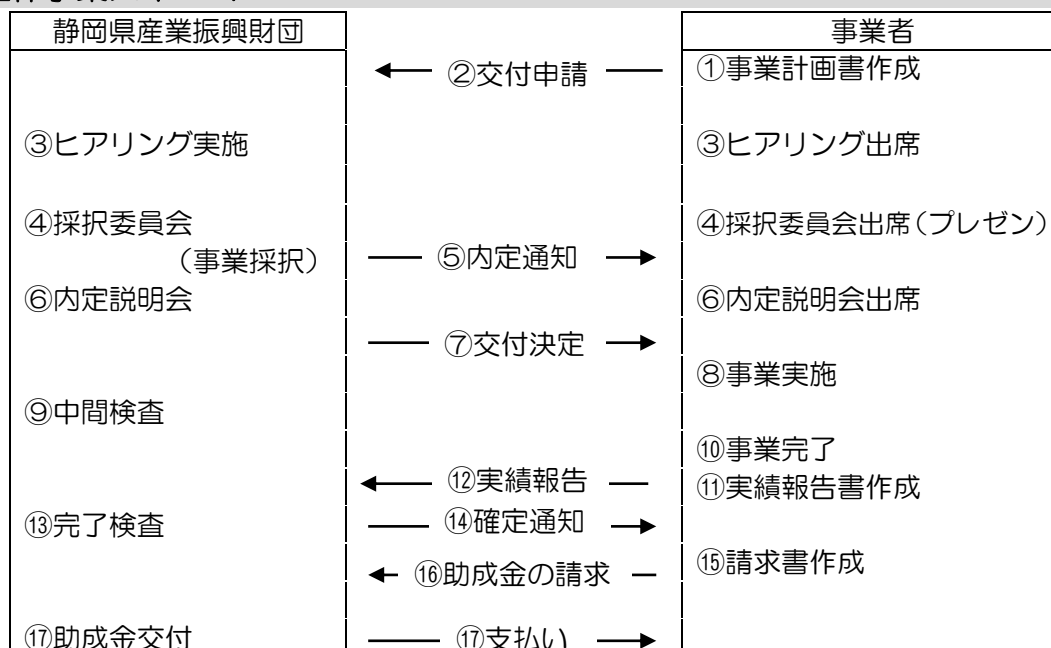 静岡県産業振興財団 事業者
②交付申請 ①事業計画書作成
③ヒアリング実施 ③ヒアリング出席
④採択委員会 ④採択委員会出席(プレゼン)
(事業採択) ⑤内定通知
⑥内定説明会 ⑥内定説明会出席
⑦交付決定
⑧事業実施
⑨中間検査
⑩事業完了
⑫実績報告 ⑪実績報告書作成
⑬完了検査 ⑭確定通知
⑯助成金の請求 ⑮請求書作成
⑰助成金交付 ⑰支払い